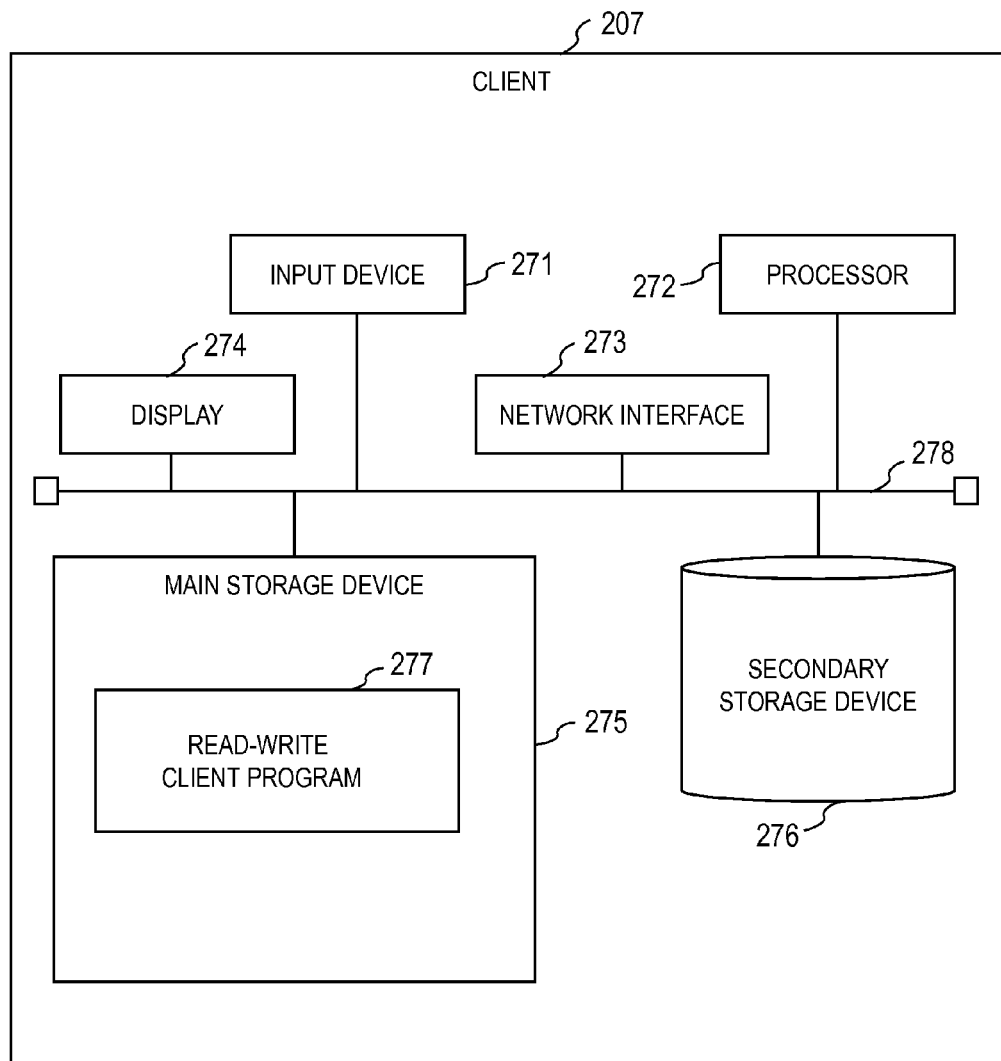 207
CLIENT
INPUT DEVICE
271
272
PROCESSOR
274
273
DISPLAY
NETWORK INTERFACE
278
MAIN STORAGE DEVICE
277
READ-WRITE
CLIENT PROGRAM
275
SECONDARY
STORAGE DEVICE
276